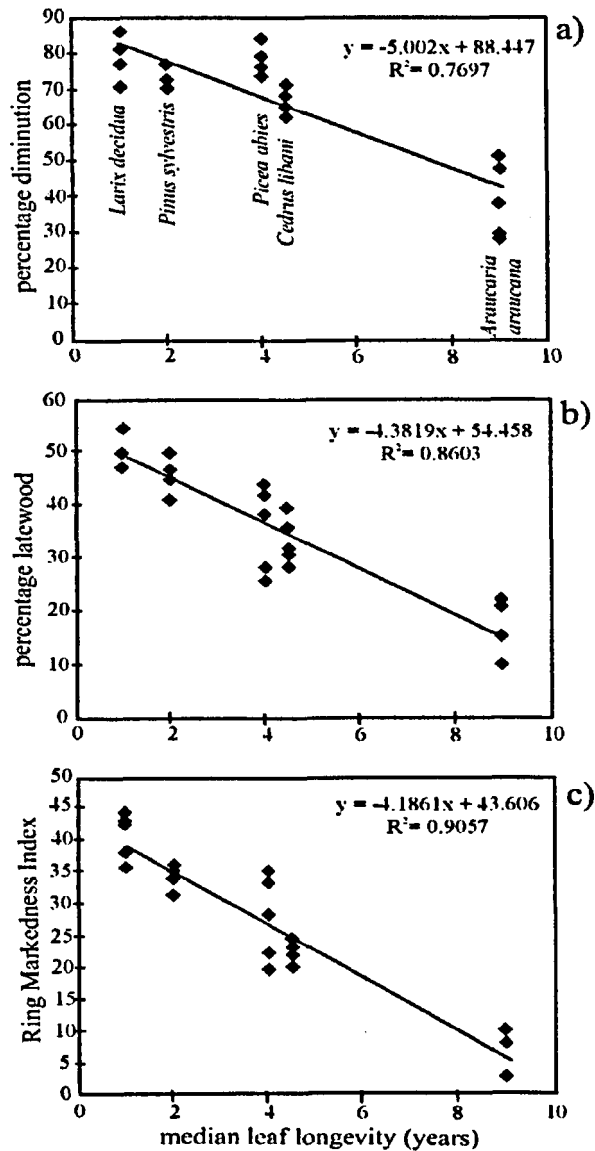 a)
y = -5.002x + 88.447
R² = 0.7697
percentage diminution
90
80
70
60
50
40
30
20
10
0
Larix decidua
Pinus sylvestris
Picea abies
Cedrus libani
Araucaria
araucana
0 2 4 6 8 10
b)
y = -4.3819x + 54.458
R² = 0.8603
percentage latewood
60
50
40
30
20
10
0
0 2 4 6 8 10
c)
y = -4.1861x + 43.606
R² = 0.9057
Ring Markedness Index
50
45
40
35
30
25
20
15
10
5
0
0 2 4 6 8 10
median leaf longevity (years)